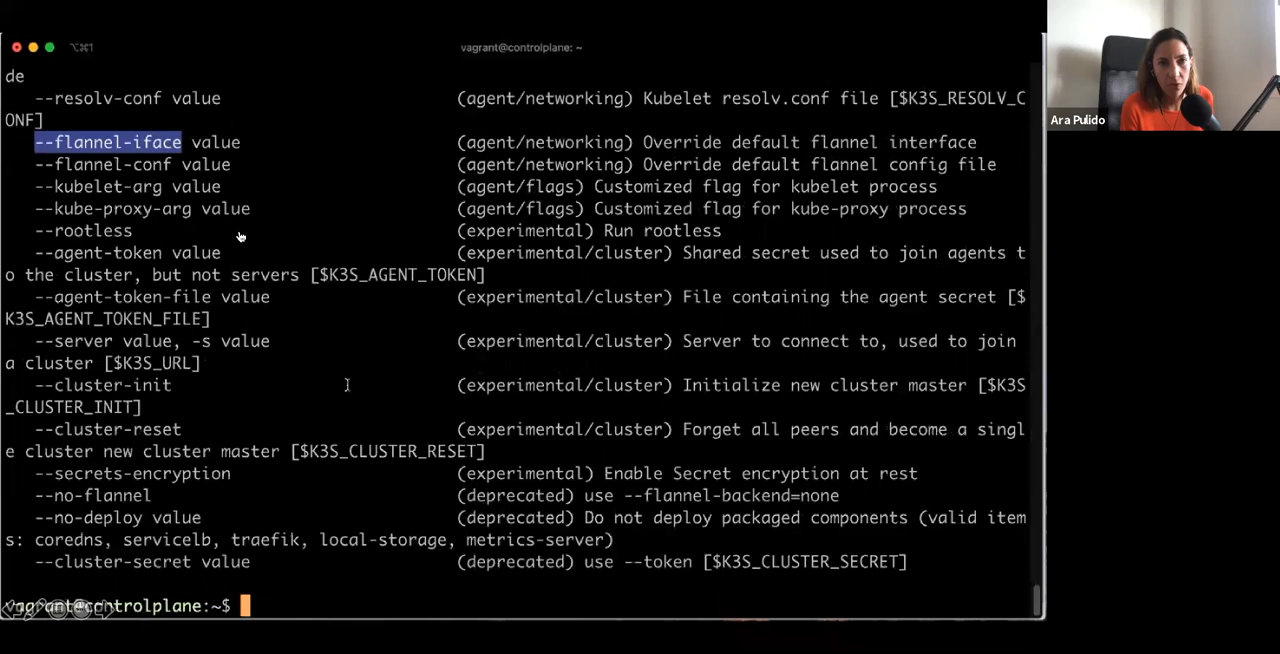 ⌥⌘1
vagrant@controlplane: ~
de
--resolv-conf value (agent/networking) Kubelet resolv.conf file [$K3S_RESOLV_C
ONF]
--flannel-iface value (agent/networking) Override default flannel interface
--flannel-conf value (agent/networking) Override default flannel config file
--kubelet-arg value (agent/flags) Customized flag for kubelet process
--kube-proxy-arg value (agent/flags) Customized flag for kube-proxy process
--rootless (experimental) Run rootless
--agent-token value (experimental/cluster) Shared secret used to join agents t
o the cluster, but not servers [$K3S_AGENT_TOKEN]
--agent-token-file value (experimental/cluster) File containing the agent secret [$
K3S_AGENT_TOKEN_FILE]
--server value, -s value (experimental/cluster) Server to connect to, used to join
a cluster [$K3S_URL]
--cluster-init (experimental/cluster) Initialize new cluster master [$K3S
_CLUSTER_INIT]
--cluster-reset (experimental/cluster) Forget all peers and become a singl
e cluster new cluster master [$K3S_CLUSTER_RESET]
--secrets-encryption (experimental) Enable Secret encryption at rest
--no-flannel (deprecated) use --flannel-backend=none
--no-deploy value (deprecated) Do not deploy packaged components (valid item
s: coredns, servicelb, traefik, local-storage, metrics-server)
--cluster-secret value (deprecated) use --token [$K3S_CLUSTER_SECRET]
vagrant@controlplane:~$
Ara Pulido